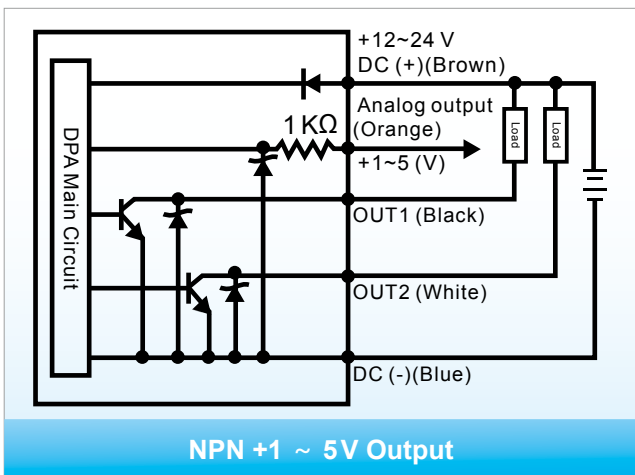 +12~24 V
DC (+)(Brown)
Analog output
(Orange)
1 KΩ
+1~5 (V)
Load
Load
DPA Main Circuit
OUT1 (Black)
OUT2 (White)
DC (-)(Blue)
NPN +1 ~ 5V Output